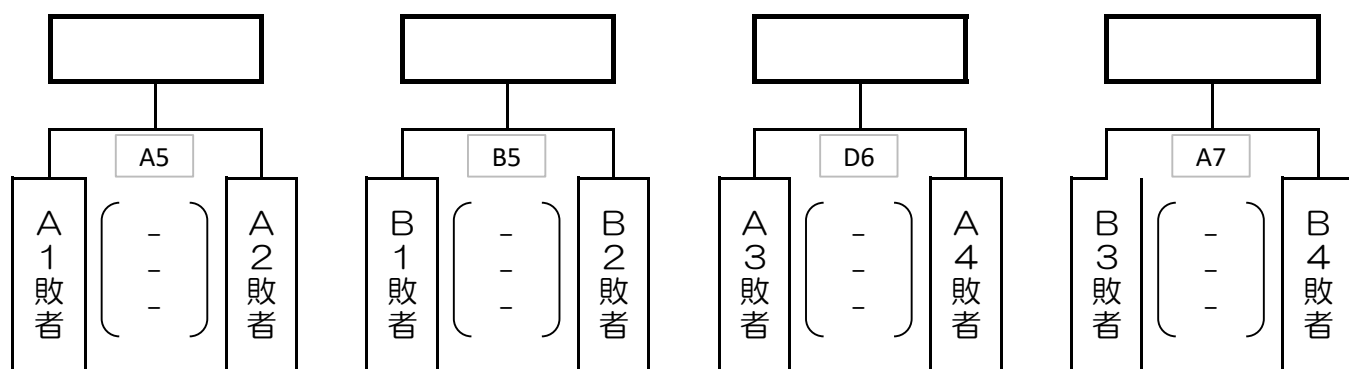 A5
B5
D6
A7
A1敗者
- - -
A2敗者
B1敗者
- - -
B2敗者
A3敗者
- - -
A4敗者
B3敗者
- - -
B4敗者